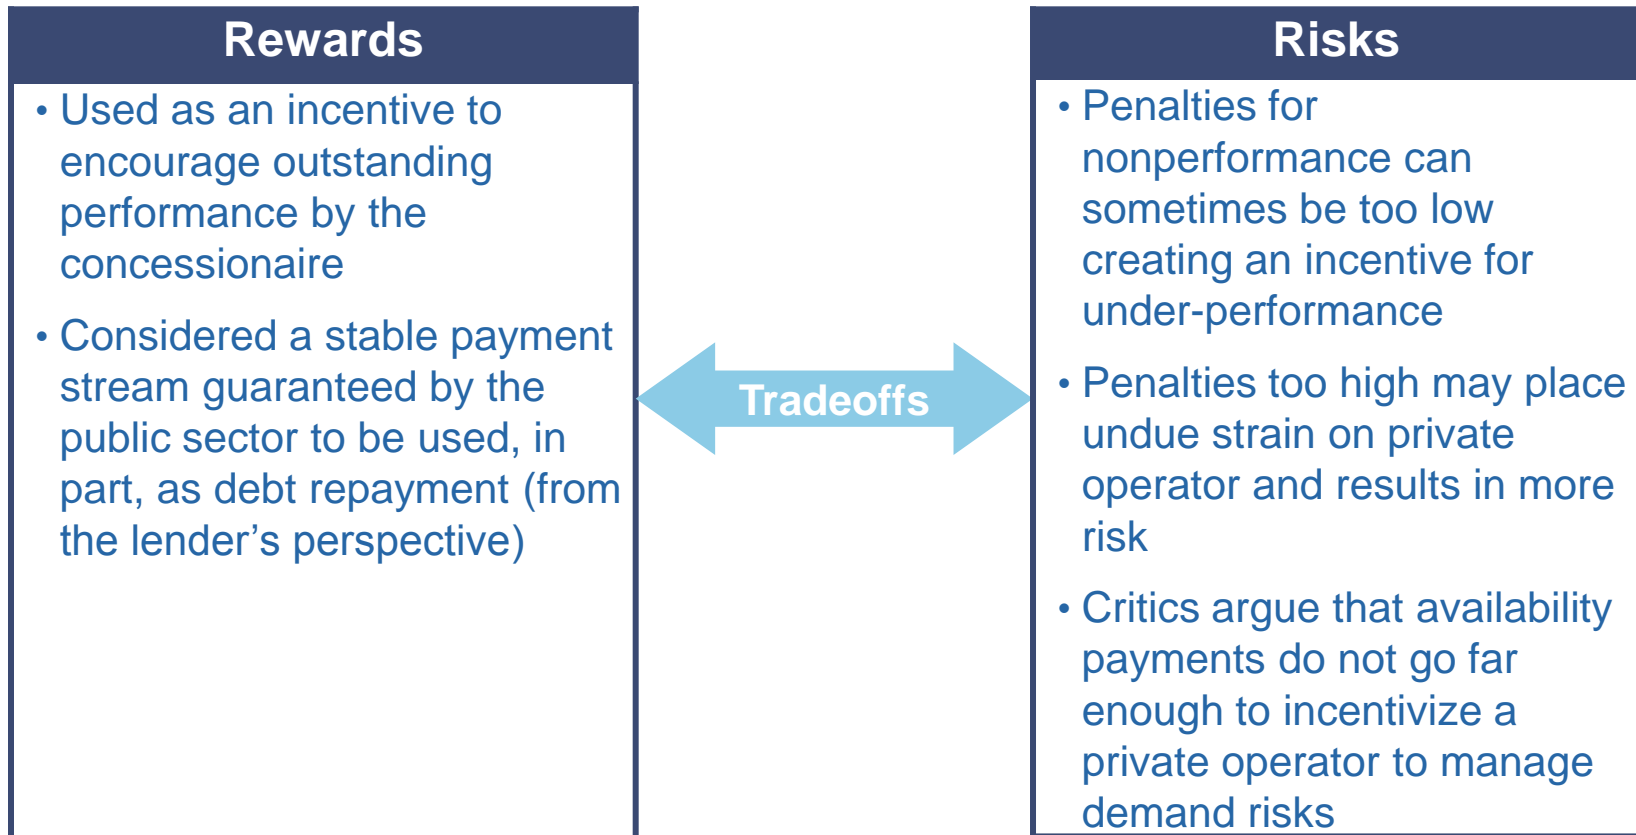 Rewards
• Used as an incentive to
encourage outstanding
performance by the
concessionaire
• Considered a stable payment
stream guaranteed by the
public sector to be used, in
part, as debt repayment (from
the lender’s perspective)
Tradeoffs
Risks
• Penalties for
nonperformance can
sometimes be too low
creating an incentive for
under-performance
• Penalties too high may place
undue strain on private
operator and results in more
risk
• Critics argue that availability
payments do not go far
enough to incentivize a
private operator to manage
demand risks